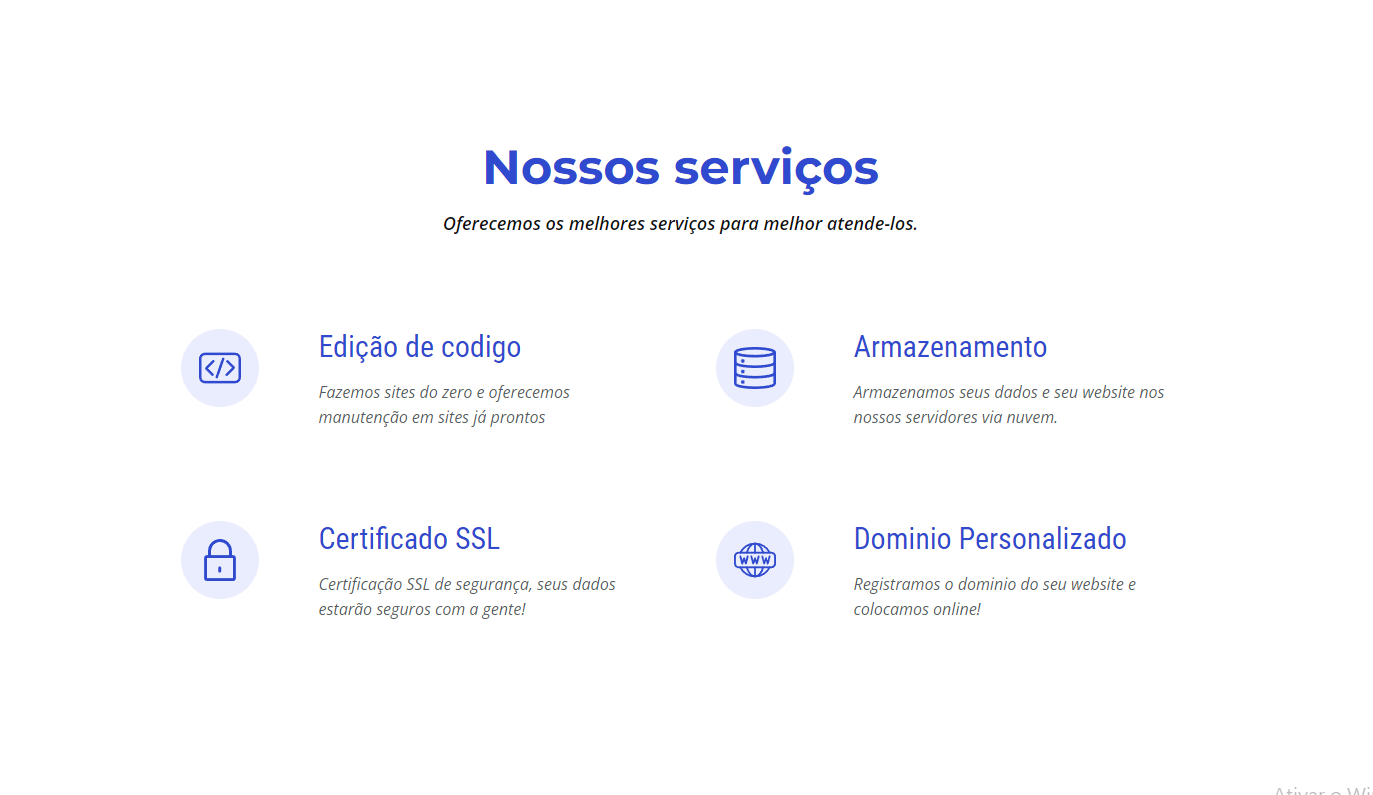 Nossos serviços
Oferecemos os melhores serviços para melhor atende-los.
Edição de codigo
Fazemos sites do zero e oferecemos
manutenção em sites já prontos
Armazenamento
Armazenamos seus dados e seu website nos
nossos servidores via nuvem.
Certificado SSL
Certificação SSL de segurança, seus dados
estarão seguros com a gente!
WWW
Dominio Personalizado
Registramos o dominio do seu website e
colocamos online!
Ativar o